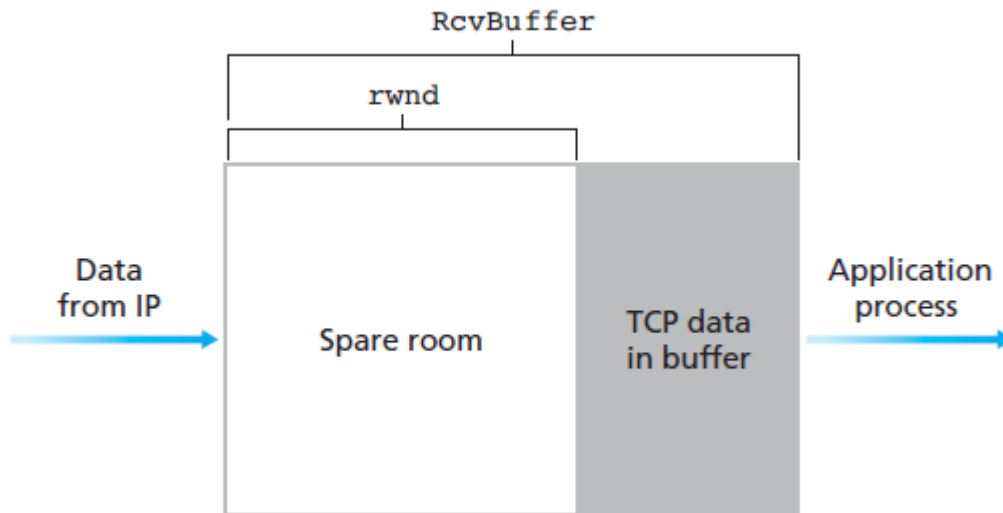 RcvBuffer
rwnd
Data
from IP
Spare room
TCP data
in buffer
Application
process